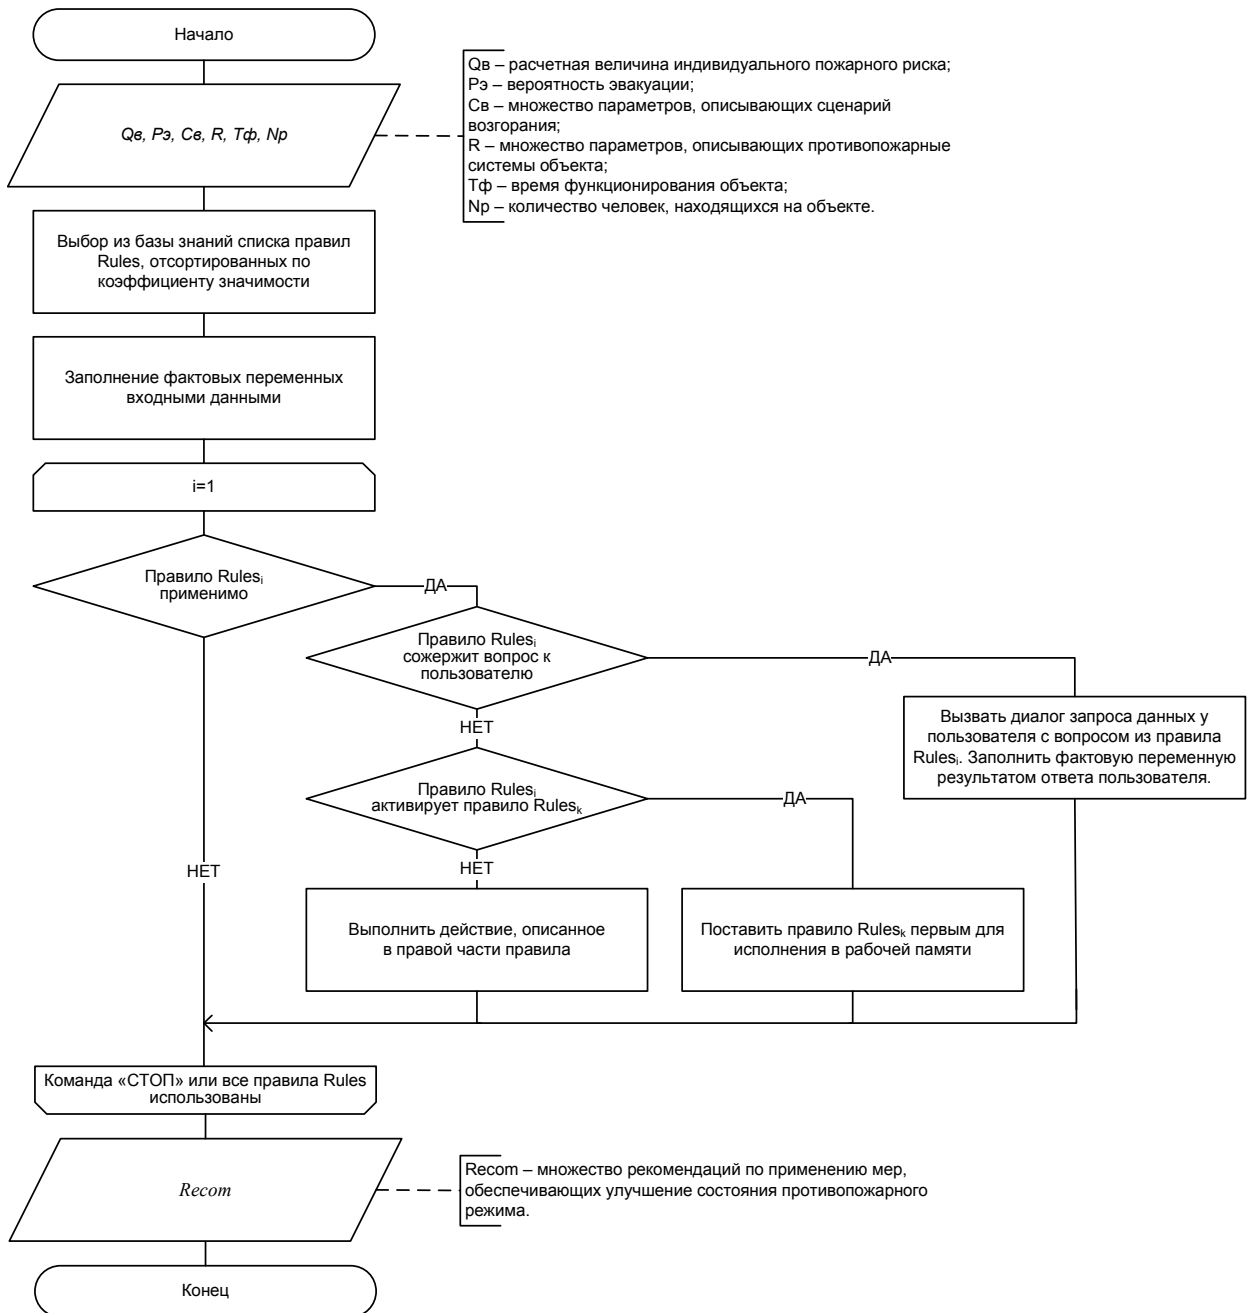 Начало
Qв, Pэ, Cв, R, Tф, Np
Qв – расчетная величина индивидуального пожарного риска;
Pэ – вероятность эвакуации;
Cв – множество параметров, описывающих сценарий
возгорания;
R – множество параметров, описывающих противопожарные
системы объекта;
Tф – время функционирования объекта;
Np – количество человек, находящихся на объекте.
Выбор из базы знаний списка правил
Rules, отсортированных по
коэффициенту значимости
Заполнение фактовых переменных
входными данными
i=1
Правило Rulesᵢ
применимо
ДА
Правило Rulesᵢ
сожержит вопрос к
пользователю
ДА
Вызвать диалог запроса данных у
пользователя с вопросом из правила
Rulesᵢ. Заполнить фактовую переменную
результатом ответа пользователя.
НЕТ
Правило Rulesᵢ
активирует правило Rulesₖ
ДА
НЕТ
НЕТ
Выполнить действие, описанное
в правой части правила
Поставить правило Rulesₖ первым для
исполнения в рабочей памяти
Команда «СТОП» или все правила Rules
использованы
Recom
Recom – множество рекомендаций по применению мер,
обеспечивающих улучшение состояния противопожарного
режима.
Конец